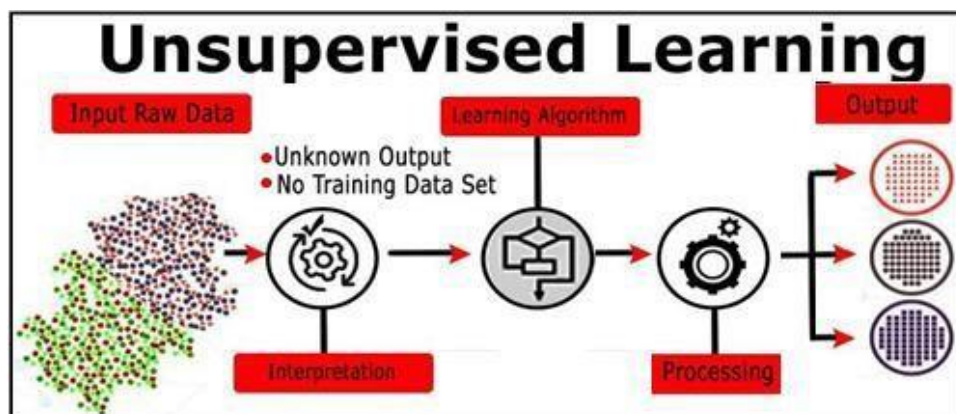 Unsupervised Learning
Input Raw Data
Learning Algorithm
Output
Unknown Output
No Training Data Set
Interpretation
Processing